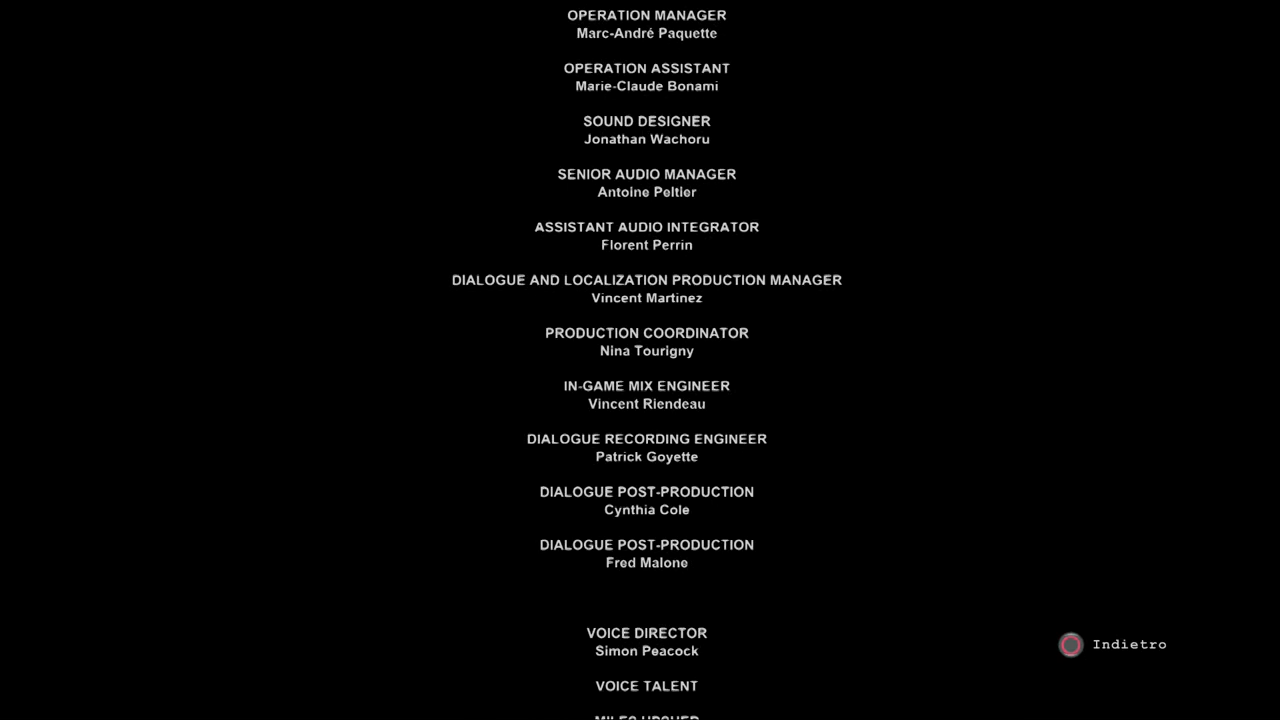 OPERATION MANAGER
Marc-André Paquette
OPERATION ASSISTANT
Marie-Claude Bonami
SOUND DESIGNER
Jonathan Wachoru
SENIOR AUDIO MANAGER
Antoine Peltier
ASSISTANT AUDIO INTEGRATOR
Florent Perrin
DIALOGUE AND LOCALIZATION PRODUCTION MANAGER
Vincent Martinez
PRODUCTION COORDINATOR
Nina Tourigny
IN-GAME MIX ENGINEER
Vincent Riendeau
DIALOGUE RECORDING ENGINEER
Patrick Goyette
DIALOGUE POST-PRODUCTION
Cynthia Cole
DIALOGUE POST-PRODUCTION
Fred Malone
VOICE DIRECTOR
Simon Peacock
Indietro
VOICE TALENT